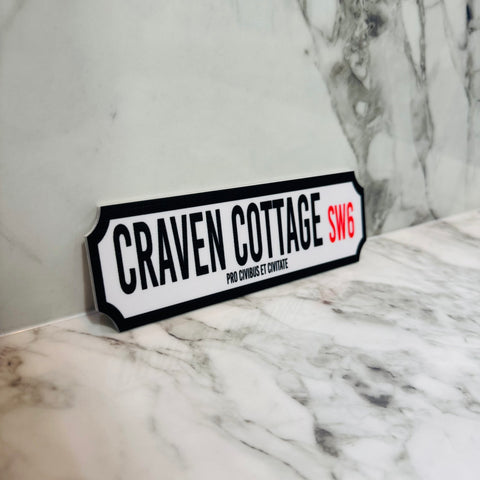 CRAVEN COTTAGE SW6
PRO CIVIBUS ET CIVITATE